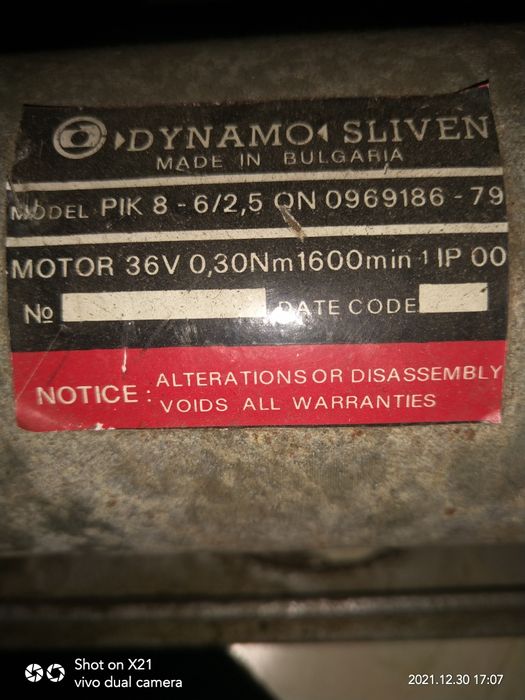 DYNAMO SLIVEN
MADE IN BULGARIA
MODEL PIK 8 - 6/2,5 ON 0969186 - 79
MOTOR 36V 0,30Nm1600min-1 IP 00
№ DATE CODE
NOTICE : ALTERATIONS OR DISASSEMBLY
VOIDS ALL WARRANTIES
Shot on X21
vivo dual camera
2021.12.30 17:07